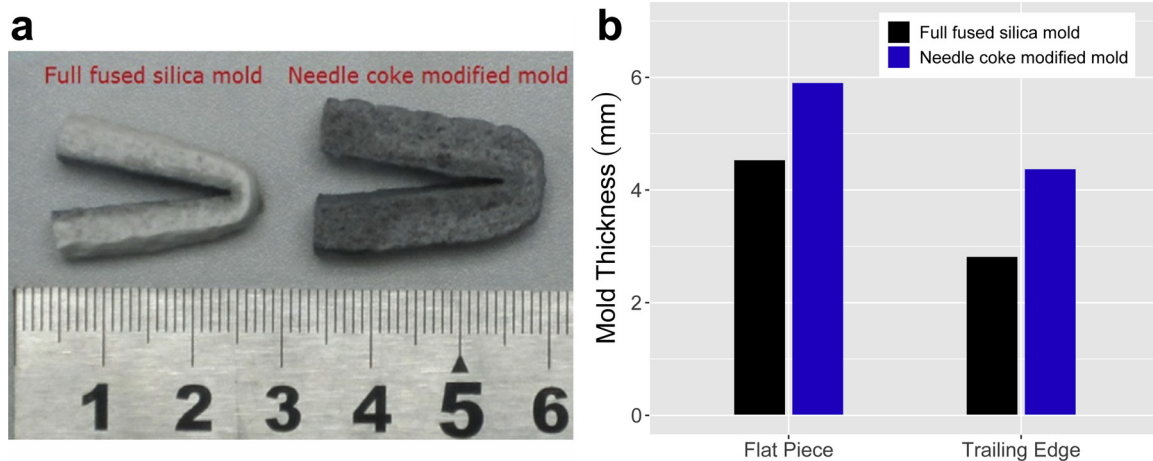 a
Full fused silica mold
Needle coke modified mold
1 2 3 4 5 6
b
Full fused silica mold
Needle coke modified mold
Mold Thickness (mm)
6
4
2
0
Flat Piece
Trailing Edge